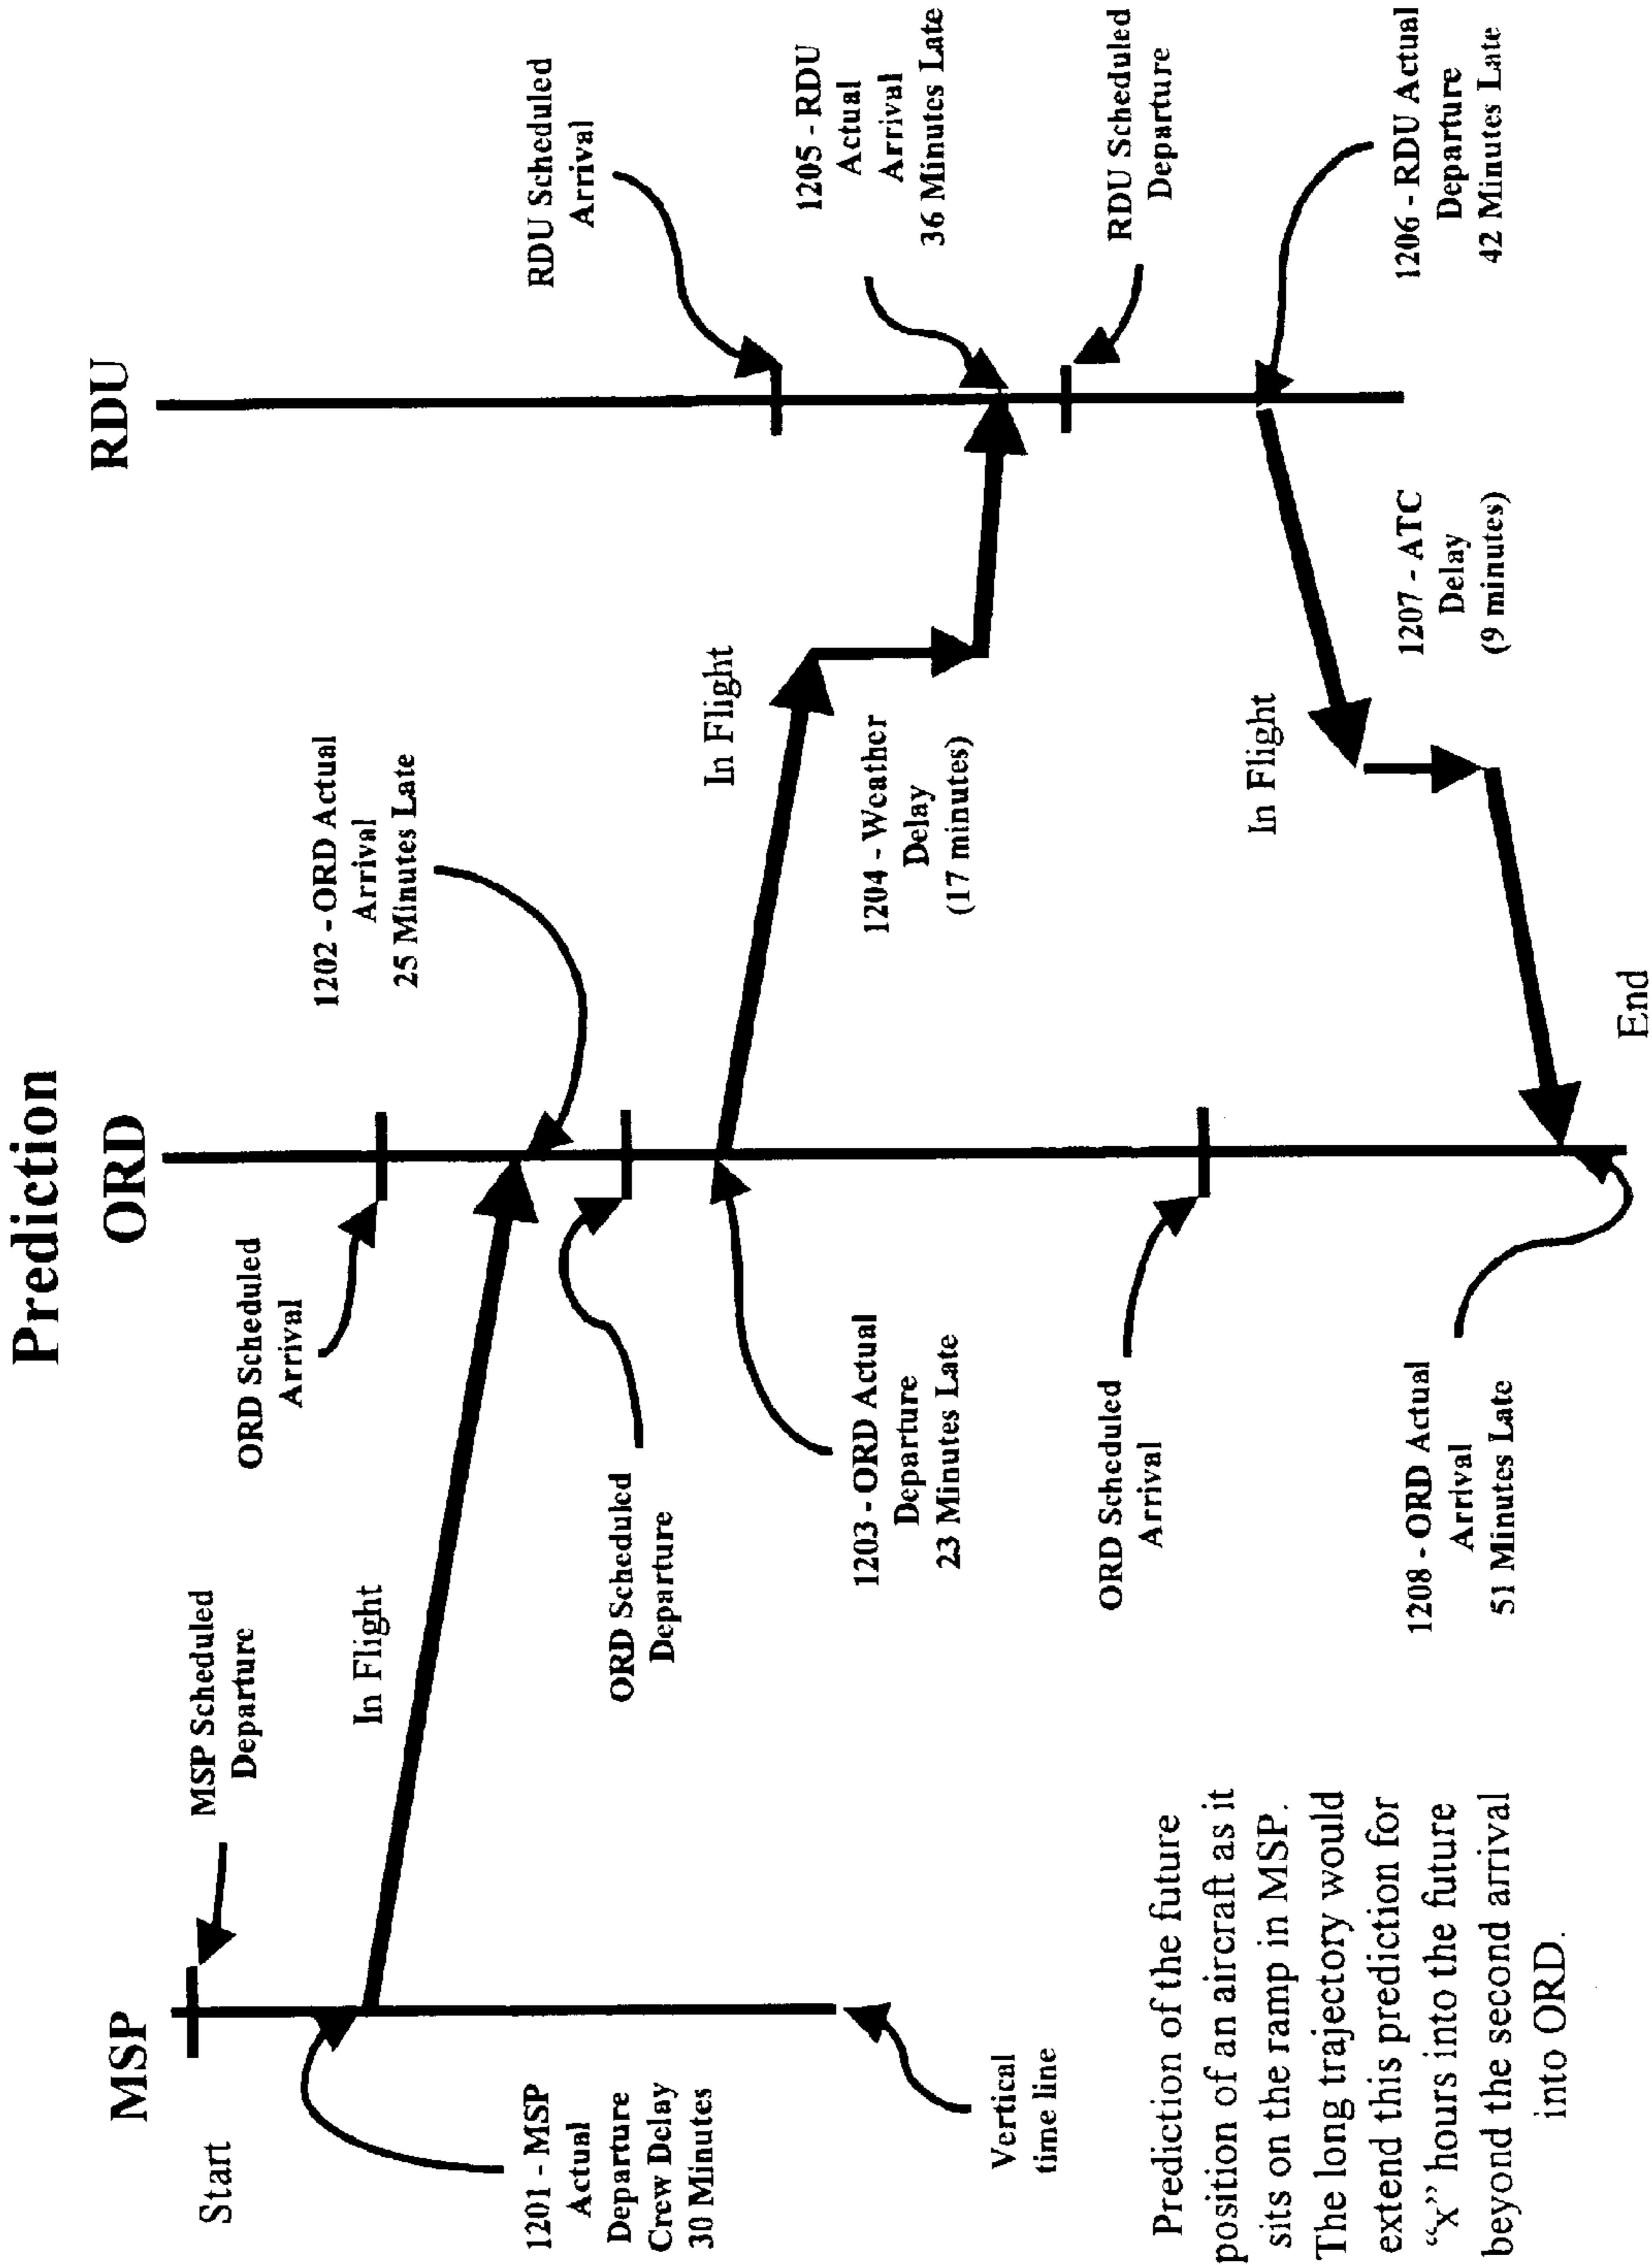 Prediction
MSP
ORD
RDU
Start
MSP Scheduled
Departure
1201 - MSP
Actual
Departure
Crew Delay
30 Minutes
In Flight
Vertical
time line
ORD Scheduled
Arrival
1202 - ORD Actual
Arrival
25 Minutes Late
ORD Scheduled
Departure
1203 - ORD Actual
Departure
23 Minutes Late
In Flight
1204 - Weather
Delay
(17 minutes)
RDU Scheduled
Arrival
1205 - RDU
Actual
Arrival
36 Minutes Late
RDU Scheduled
Departure
1206 - RDU Actual
Departure
42 Minutes Late
In Flight
1207 - ATC
Delay
(9 minutes)
ORD Scheduled
Arrival
1208 - ORD Actual
Arrival
51 Minutes Late
End
Prediction of the future
position of an aircraft as it
sits on the ramp in MSP.
The long trajectory would
extend this prediction for
“x” hours into the future
beyond the second arrival
into ORD.